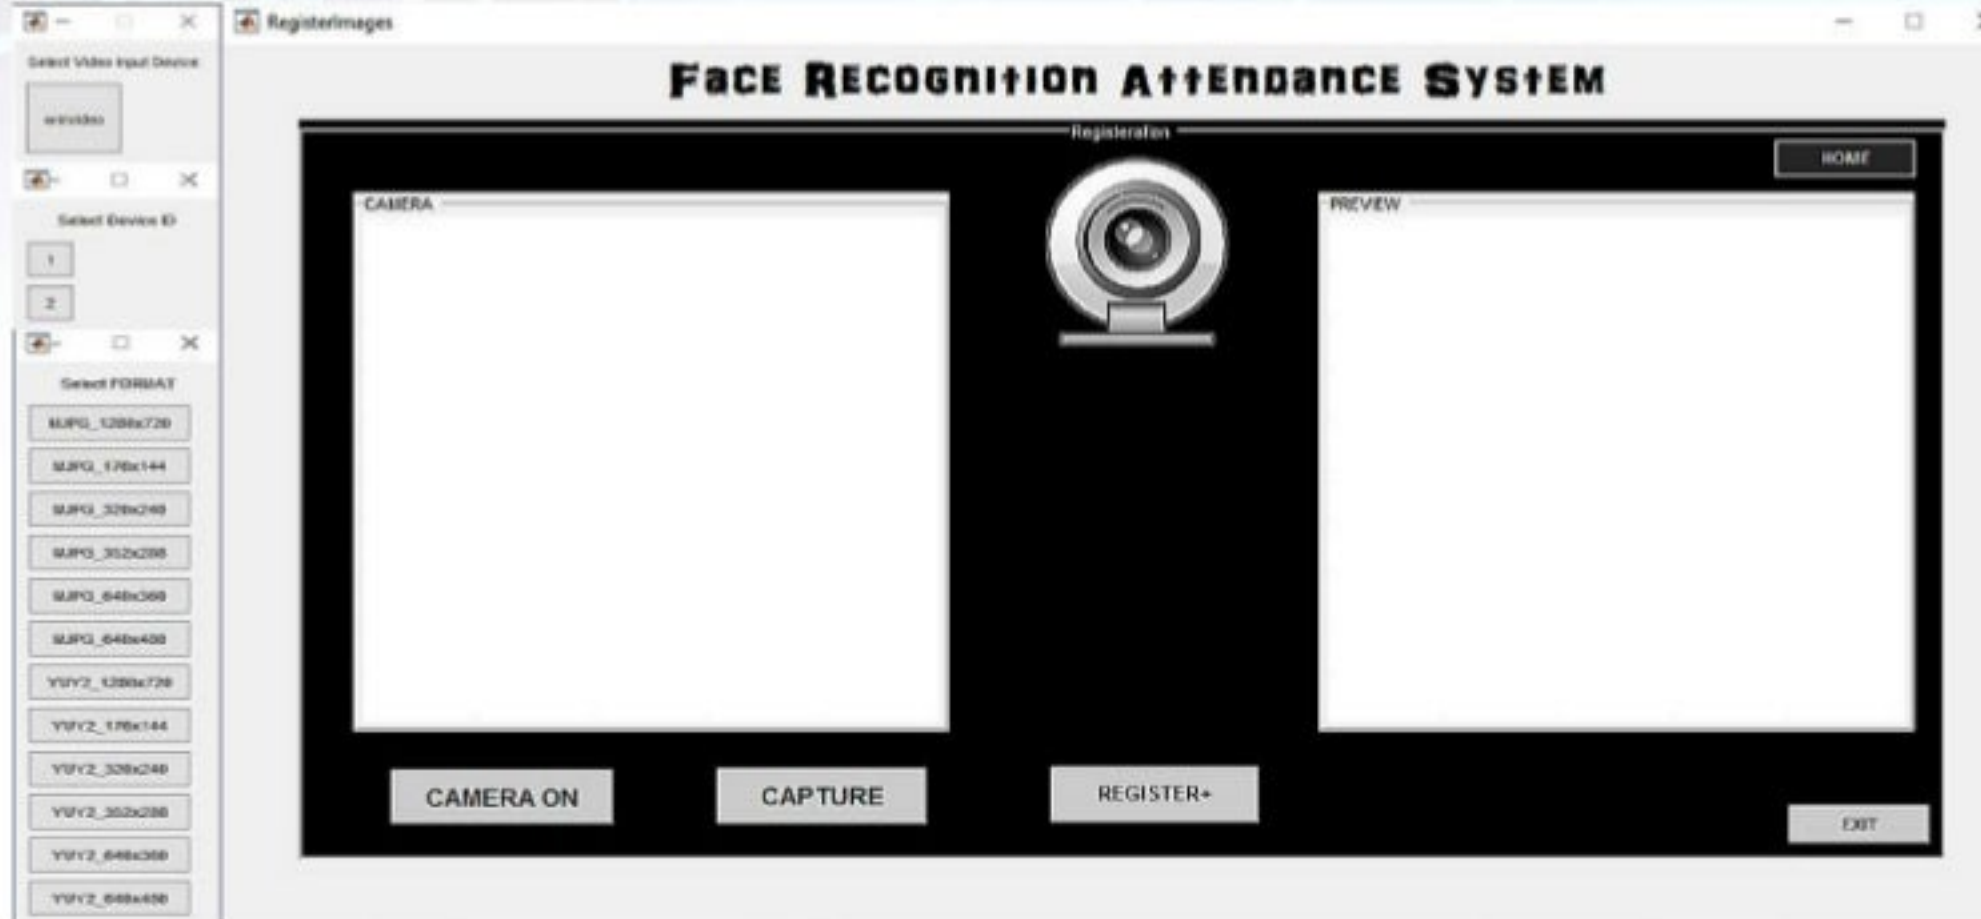 RegisterImages
Select Video Input Device
winvideo
Select Device ID
1
2
Select FORMAT
MJPG_1280x720
MJPG_176x144
MJPG_320x240
MJPG_352x288
MJPG_640x360
MJPG_640x480
YUY2_1280x720
YUY2_176x144
YUY2_320x240
YUY2_352x288
YUY2_640x360
YUY2_640x480
FacE REcoGnition AttEnDancE SystEM
Registeration
HOME
CAMERA
PREVIEW
CAMERA ON
CAPTURE
REGISTER+
EXIT